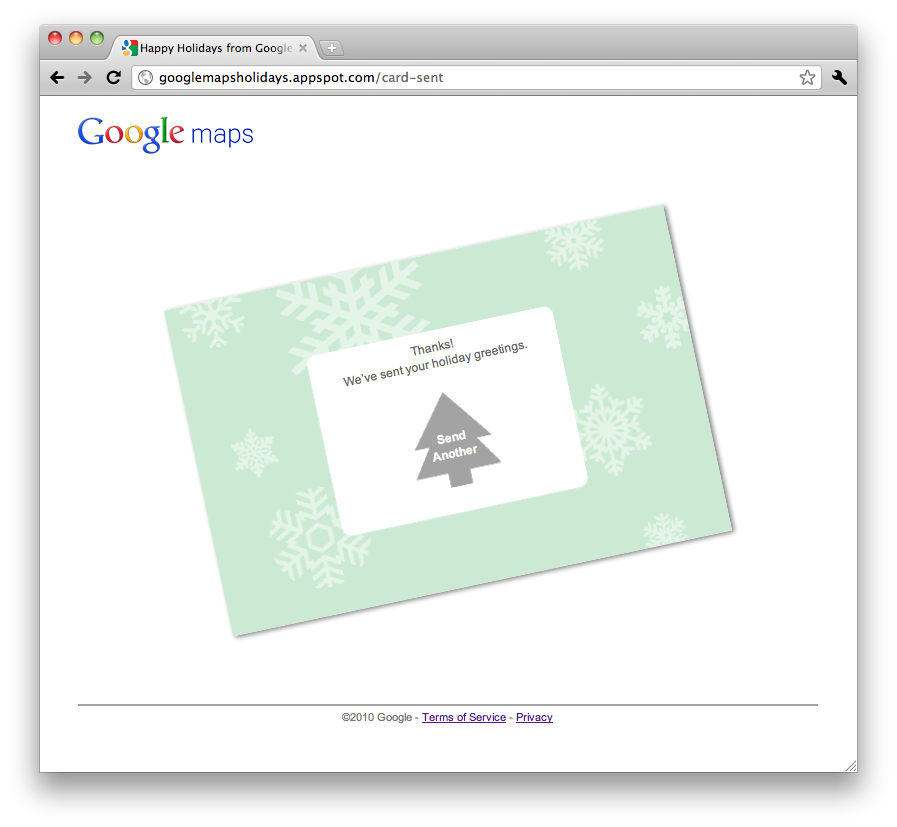 Happy Holidays from Google
googlemapsholidays.appspot.com/card-sent
Google maps
Thanks!
We've sent your holiday greetings.
Send
Another
©2010 Google - Terms of Service - Privacy